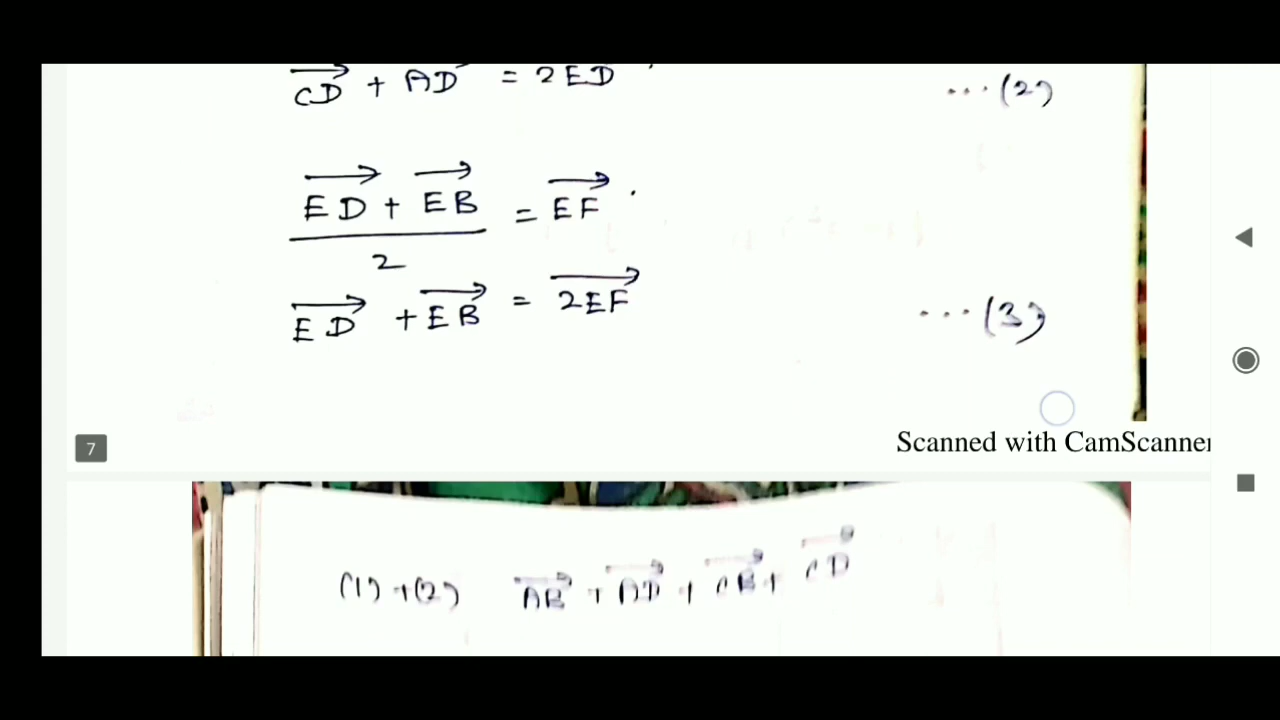 CD + AD = 2ED ...(2)
ED + EB
2
= EF
ED + EB = 2EF ...(3)
7
Scanned with CamScanner
(1) + (2) AB + AD + CB + CD